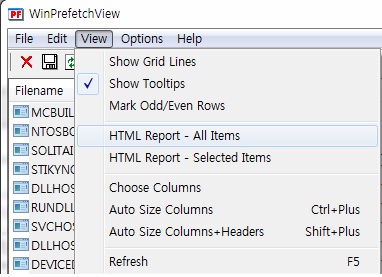 PF WinPrefetchView
File Edit View Options Help
Show Grid Lines
Show Tooltips
Filename
Mark Odd/Even Rows
MCBUIL
NTOSBO
HTML Report - All Items
SOLITAI
HTML Report - Selected Items
STIKYNO
DLLHOS
Choose Columns
RUNDLL
Auto Size Columns Ctrl+Plus
SVCHOS
Auto Size Columns+Headers Shift+Plus
DLLHOS
DEVICED
Refresh F5